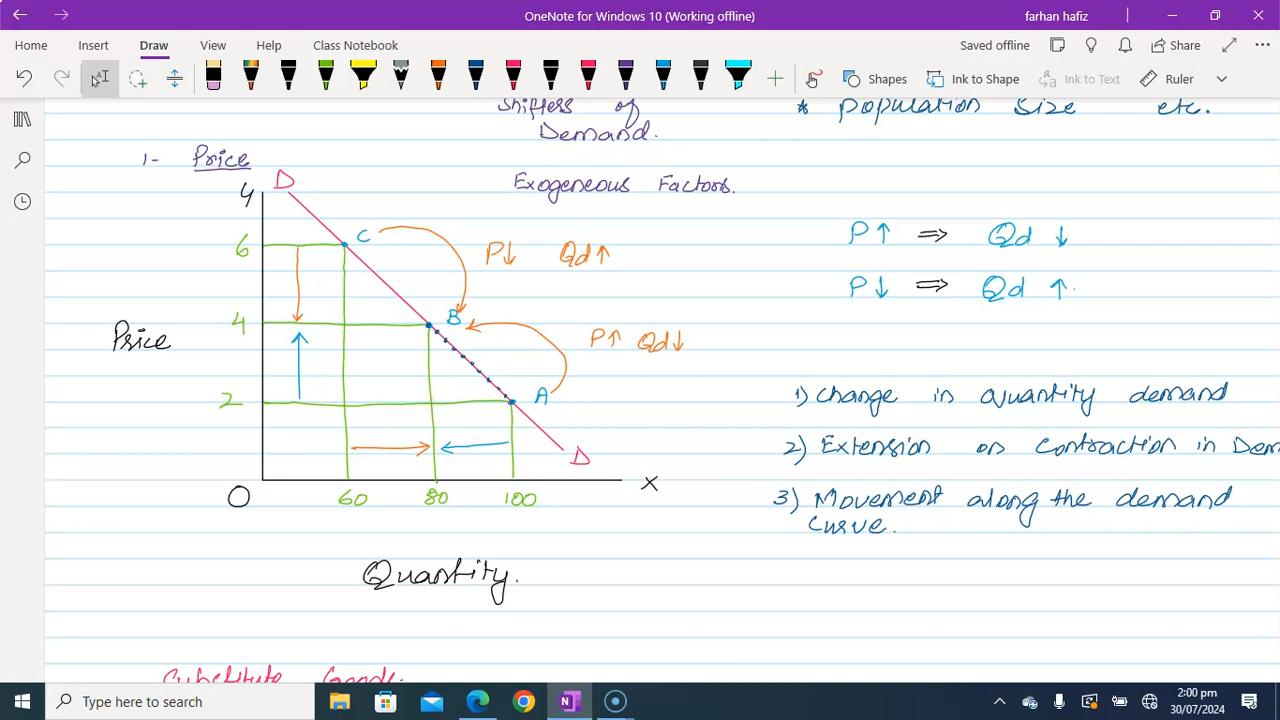 OneNote for Windows 10 (Working offline)
farhan hafiz
Home
Insert
Draw
View
Help
Class Notebook
Saved offline
Share
Shapes
Ink to Shape
Ink to Text
Ruler
Shifters of
Demand.
* Population Size etc.
1- Price
Exogeneous Factors.
D
y
6
C
P↓ Qd↑
P↑ ⇒ Qd ↓
P↓ ⇒ Qd ↑.
4
B
Price
P↑ Qd↓
2
A
D
1) Change in quantity demand
2) Extension or Contraction in Dem
3) Movement along the demand
Curve.
O
60
80
100
x
Quantity.
Substitute Goods.
Type here to search
2:00 pm
30/07/2024